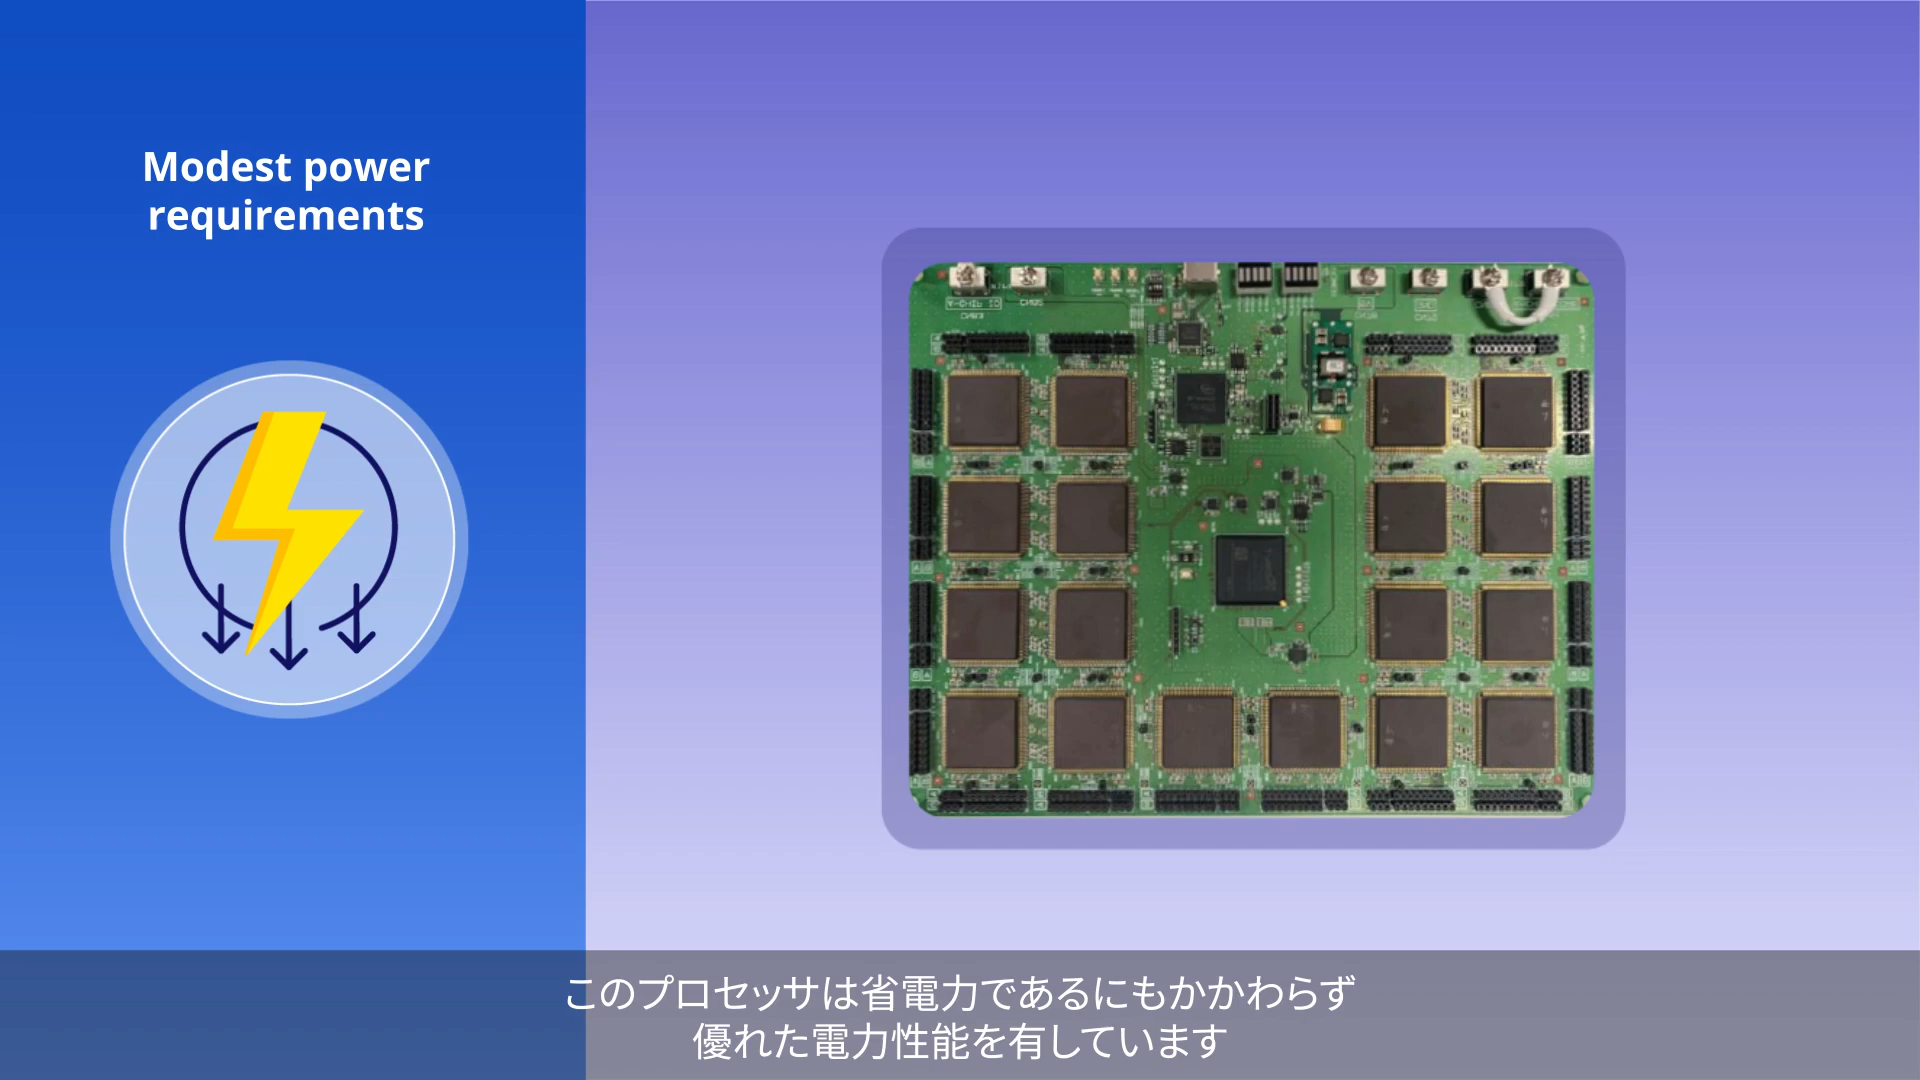 Modest power
requirements
このプロセッサは省電力であるにもかかわらず
優れた電力性能を有しています